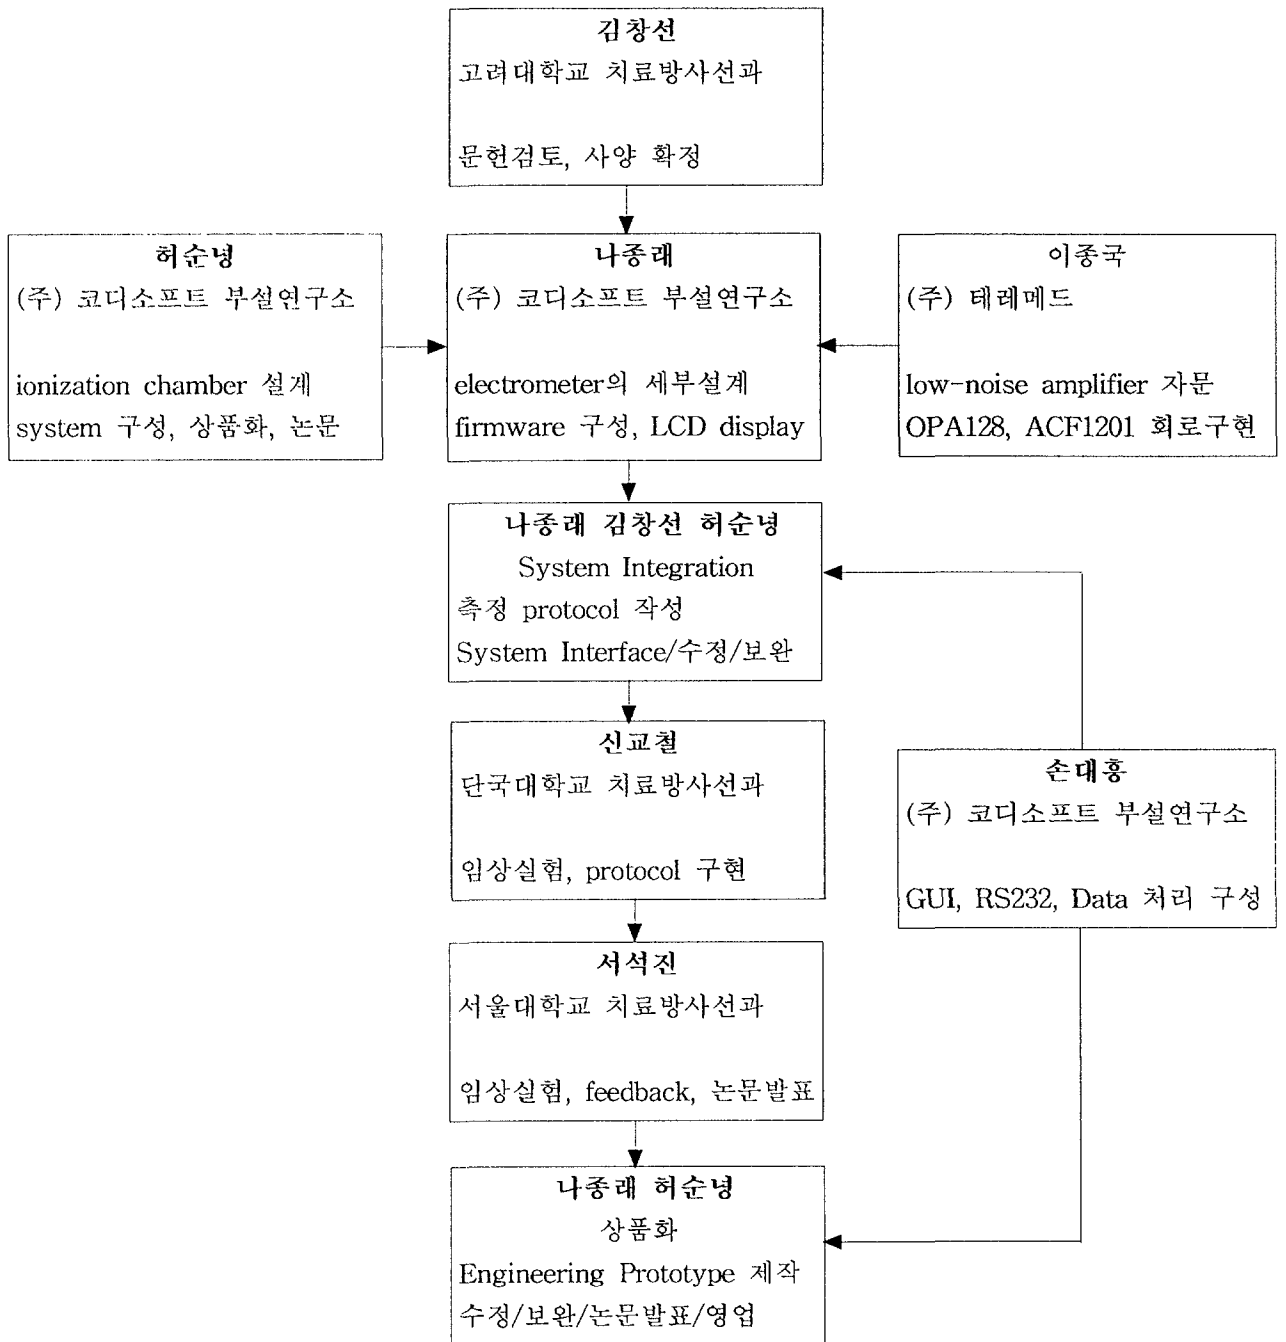 김창선
고려대학교 치료방사선과
문헌검토, 사양 확정
허순녕
(주) 코디소프트 부설연구소
ionization chamber 설계
system 구성, 상품화, 논문
나종래
(주) 코디소프트 부설연구소
electrometer의 세부설계
firmware 구성, LCD display
이종국
(주) 태레메드
low-noise amplifier 자문
OPA128, ACF1201 회로구현
나종래 김창선 허순녕
System Integration
측정 protocol 작성
System Interface/수정/보완
신교철
단국대학교 치료방사선과
임상실험, protocol 구현
손대흥
(주) 코디소프트 부설연구소
GUI, RS232, Data 처리 구성
서석진
서울대학교 치료방사선과
임상실험, feedback, 논문발표
나종래 허순녕
상품화
Engineering Prototype 제작
수정/보완/논문발표/영업